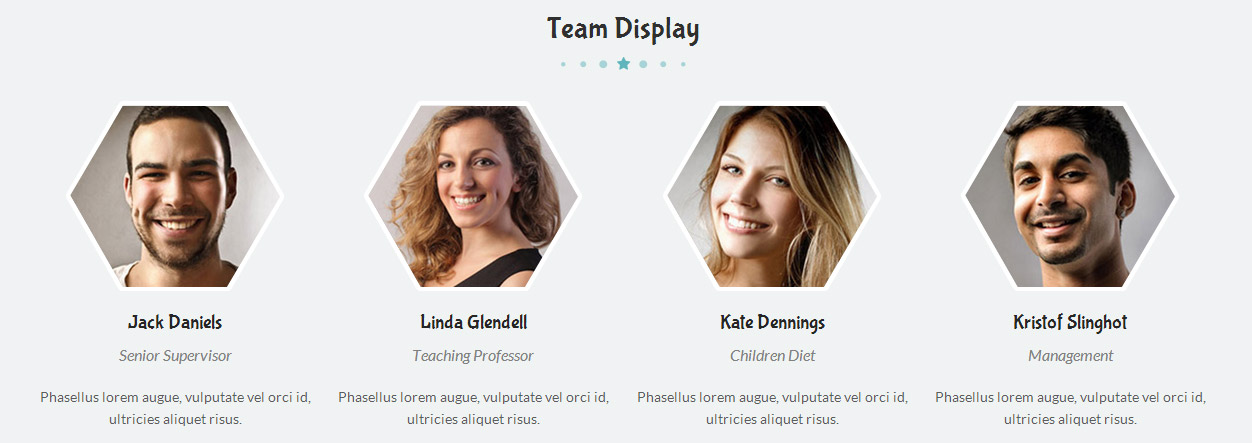 Team Display
Jack Daniels
Linda Glendell
Kate Dennings
Kristof Slinghot
Senior Supervisor
Teaching Professor
Children Diet
Management
Phasellus lorem augue, vulputate vel orci id,
ultricies aliquet risus.
Phasellus lorem augue, vulputate vel orci id,
ultricies aliquet risus.
Phasellus lorem augue, vulputate vel orci id,
ultricies aliquet risus.
Phasellus lorem augue, vulputate vel orci id,
ultricies aliquet risus.